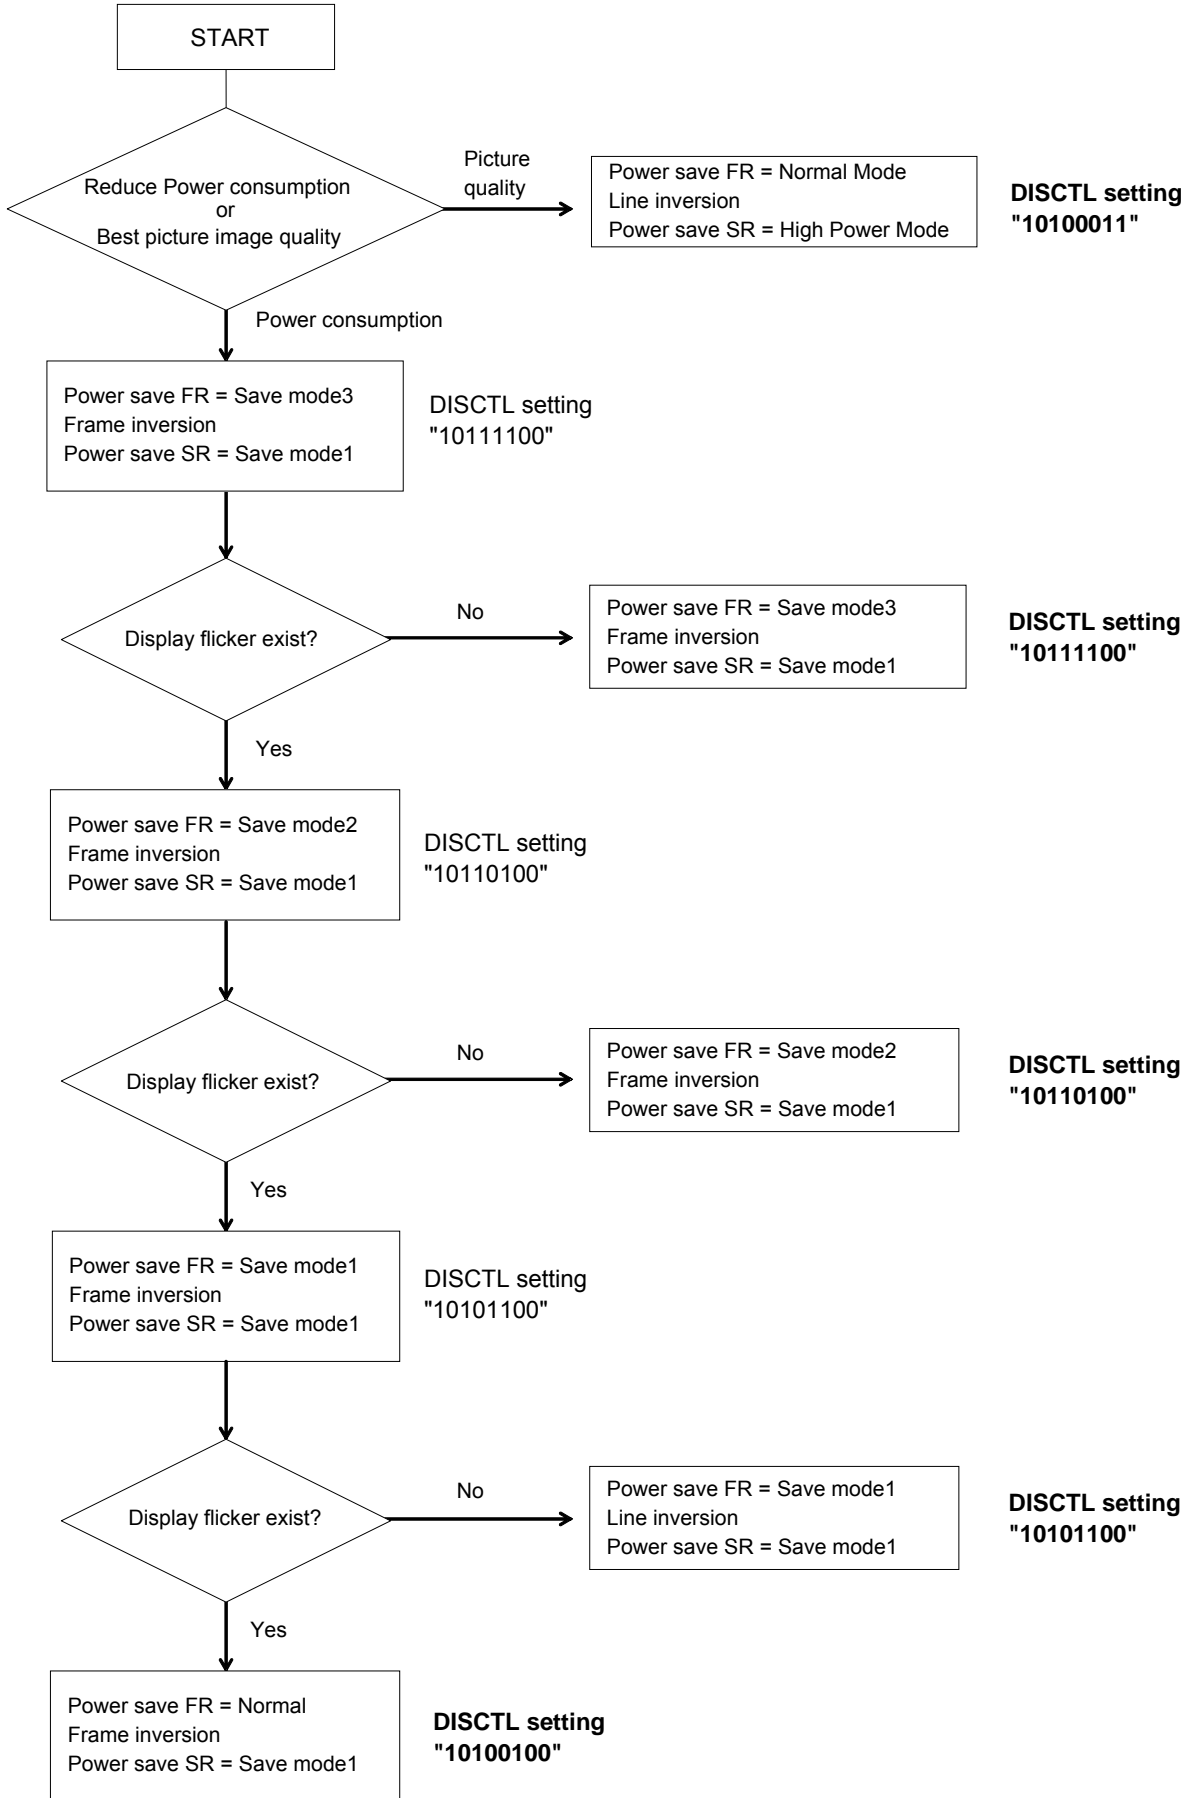 START
Reduce Power consumption
or
Best picture image quality
Picture
quality
Power save FR = Normal Mode
Line inversion
Power save SR = High Power Mode
DISCTL setting
"10100011"
Power consumption
Power save FR = Save mode3
Frame inversion
Power save SR = Save mode1
DISCTL setting
"10111100"
Display flicker exist?
No
Power save FR = Save mode3
Frame inversion
Power save SR = Save mode1
DISCTL setting
"10111100"
Yes
Power save FR = Save mode2
Frame inversion
Power save SR = Save mode1
DISCTL setting
"10110100"
Display flicker exist?
No
Power save FR = Save mode2
Frame inversion
Power save SR = Save mode1
DISCTL setting
"10110100"
Yes
Power save FR = Save mode1
Frame inversion
Power save SR = Save mode1
DISCTL setting
"10101100"
Display flicker exist?
No
Power save FR = Save mode1
Line inversion
Power save SR = Save mode1
DISCTL setting
"10101100"
Yes
Power save FR = Normal
Frame inversion
Power save SR = Save mode1
DISCTL setting
"10100100"